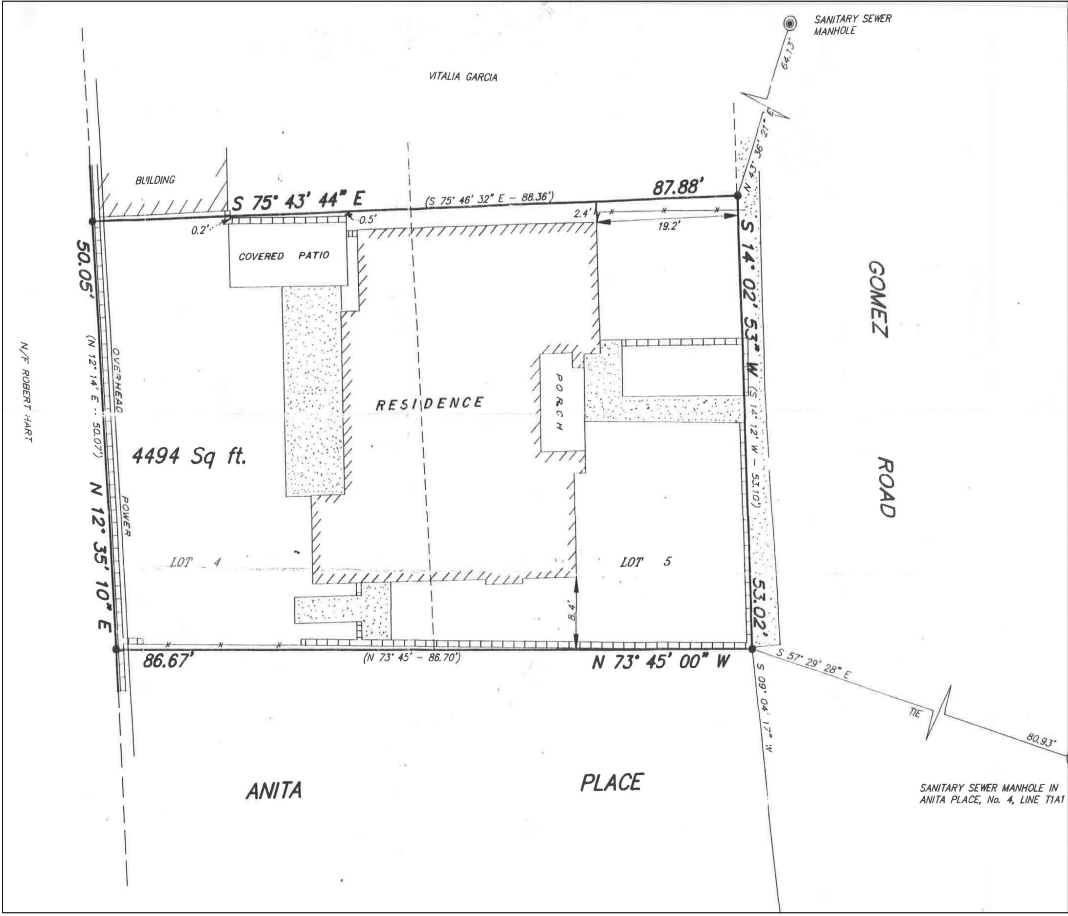 SANITARY SEWER
MANHOLE
64.13'
VITALIA GARCIA
N 43° 36' 21" E
BUILDING
S 75° 43' 44" E
(S 75° 46' 32" E - 88.36')
87.88'
0.2'
0.5'
2.4'
19.2'
COVERED PATIO
50.05'
(N 12° 14' E - 50.07')
N 12° 35' 10" E
OVERHEAD
POWER
N/F ROBERT HART
S 14° 02' 53" W
(S 14° 12' W - 53.10')
53.02'
GOMEZ
ROAD
RESIDENCE
PORCH
4494 Sq ft.
LOT 4
LOT 5
8.4'
86.67'
(N 73° 45' - 86.70')
N 73° 45' 00" W
S 57° 29' 28" E
TIE
80.93'
S 09° 04' 17" W
ANITA
PLACE
SANITARY SEWER MANHOLE IN
ANITA PLACE, No. 4, LINE T1A1